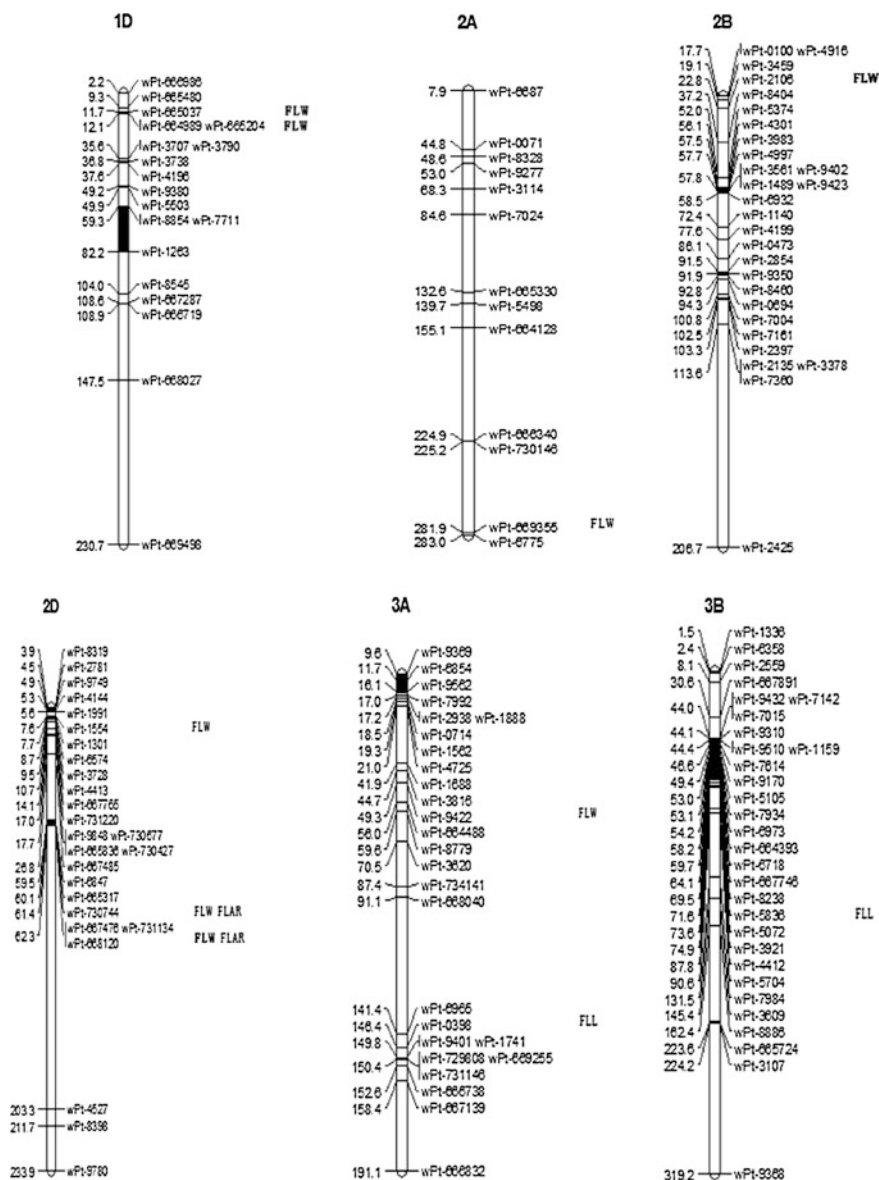 1D
2.2 wPt-666986
9.3 wPt-665480
11.7 wPt-665037 FLW
12.1 wPt-664989 wPt-665204 FLW
35.6 wPt-3707 wPt-3790
36.8 wPt-3738
37.6 wPt-4196
49.2 wPt-9380
49.9 wPt-5503
59.3 wPt-8854 wPt-7711
82.2 wPt-1263
104.0 wPt-8545
108.6 wPt-667287
108.9 wPt-666719
147.5 wPt-668027
230.7 wPt-669498
2A
7.9 wPt-6687
44.8 wPt-0071
48.6 wPt-8328
53.0 wPt-9277
68.3 wPt-3114
84.6 wPt-7024
132.6 wPt-665330
139.7 wPt-5498
155.1 wPt-664128
224.9 wPt-666340
225.2 wPt-730146
281.9 wPt-669355 FLW
283.0 wPt-6775
2B
17.7 wPt-0100 wPt-4916
19.1 wPt-3459
22.8 wPt-2106 FLW
37.2 wPt-8404
52.0 wPt-5374
56.1 wPt-4301
57.5 wPt-3983
57.7 wPt-4997
57.8 wPt-3561 wPt-9402
wPt-1489 wPt-9423
58.5 wPt-6932
72.4 wPt-1140
77.6 wPt-4199
86.1 wPt-0473
91.5 wPt-2854
91.9 wPt-9350
92.8 wPt-8460
94.3 wPt-0694
100.8 wPt-7004
102.5 wPt-7161
103.3 wPt-2397
113.6 wPt-2135 wPt-3378
wPt-7360
206.7 wPt-2425
2D
3.9 wPt-8319
4.5 wPt-2781
4.9 wPt-9749
5.3 wPt-4144
5.6 wPt-1991
7.6 wPt-1554 FLW
7.7 wPt-1301
8.7 wPt-6574
9.5 wPt-3728
10.7 wPt-4413
14.1 wPt-667765
17.0 wPt-731220
17.7 wPt-9848 wPt-730677
wPt-665836 wPt-730427
26.8 wPt-667485
59.5 wPt-6847
60.1 wPt-665317
61.4 wPt-730744 FLW FLAR
62.3 wPt-667476 wPt-731134
wPt-668120 FLW FLAR
203.3 wPt-4527
211.7 wPt-8398
233.9 wPt-9780
3A
9.6 wPt-9369
11.7 wPt-6854
16.1 wPt-9562
17.0 wPt-7992
17.2 wPt-2938 wPt-1888
18.5 wPt-0714
19.3 wPt-1562
21.0 wPt-4725
41.9 wPt-1688
44.7 wPt-3816
49.3 wPt-9422 FLW
56.0 wPt-664488
59.6 wPt-8779
70.5 wPt-3620
87.4 wPt-734141
91.1 wPt-668040
141.4 wPt-6965
146.4 wPt-0398 FLL
149.8 wPt-9401 wPt-1741
150.4 wPt-729808 wPt-669255
wPt-731146
152.6 wPt-666738
158.4 wPt-667139
191.1 wPt-666832
3B
1.5 wPt-1336
2.4 wPt-6358
8.1 wPt-2559
30.6 wPt-667891
44.0 wPt-9432 wPt-7142
wPt-7015
44.1 wPt-9310
44.4 wPt-9510 wPt-1159
46.6 wPt-7614
49.4 wPt-9170
53.0 wPt-5105
53.1 wPt-7934
54.2 wPt-6973
58.2 wPt-664393
59.7 wPt-6718
64.1 wPt-667746
69.5 wPt-8238
71.6 wPt-5836 FLL
73.6 wPt-5072
74.9 wPt-3921
87.8 wPt-4412
90.6 wPt-5704
131.5 wPt-7984
145.4 wPt-3609
162.4 wPt-8886
223.6 wPt-665724
224.2 wPt-3107
319.2 wPt-9368